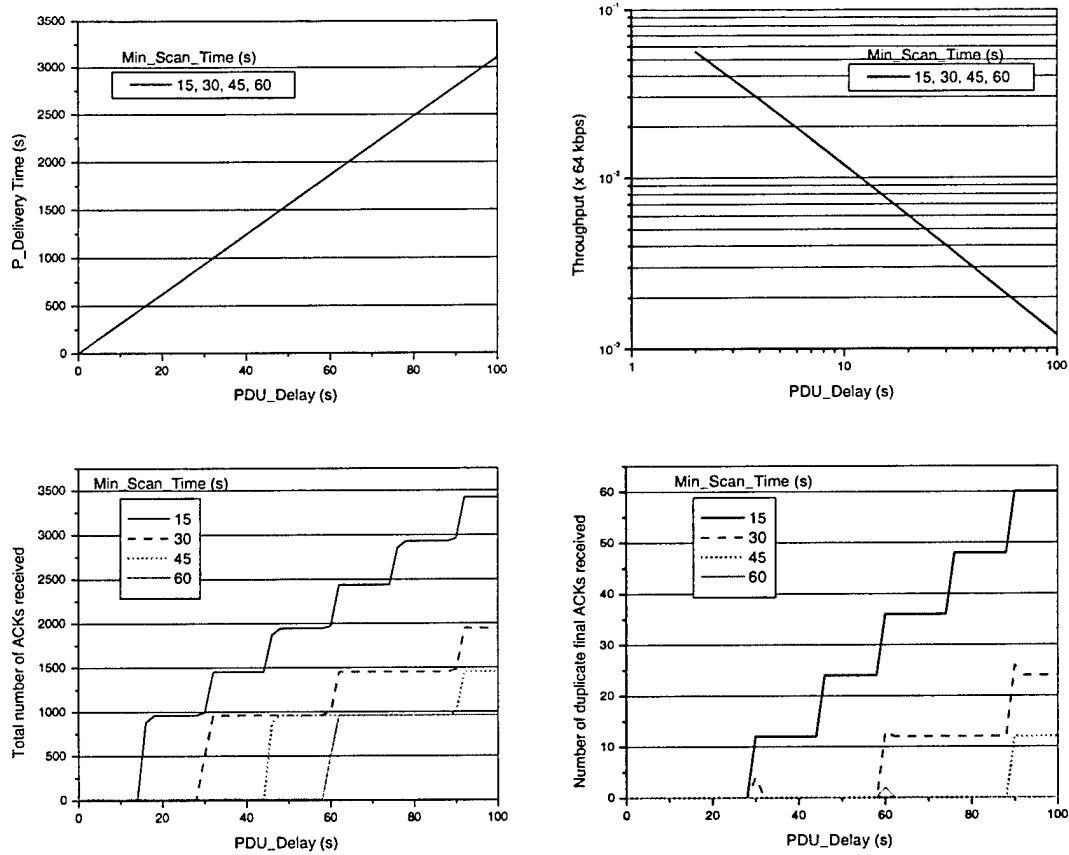 3500
3000
2500
2000
1500
1000
500
0
P_Delivery Time (s)
Min_Scan_Time (s)
15, 30, 45, 60
0 20 40 60 80 100
PDU_Delay (s)
10⁻¹
10⁻²
10⁻³
Throughput (x 64 kbps)
Min_Scan_Time (s)
15, 30, 45, 60
1 10 100
PDU_Delay (s)
3500
3000
2500
2000
1500
1000
500
0
Total number of ACKs received
Min_Scan_Time (s)
15
30
45
60
0 20 40 60 80 100
PDU_Delay (s)
60
50
40
30
20
10
0
Number of duplicate final ACKs received
Min_Scan_Time (s)
15
30
45
60
0 20 40 60 80 100
PDU_Delay (s)